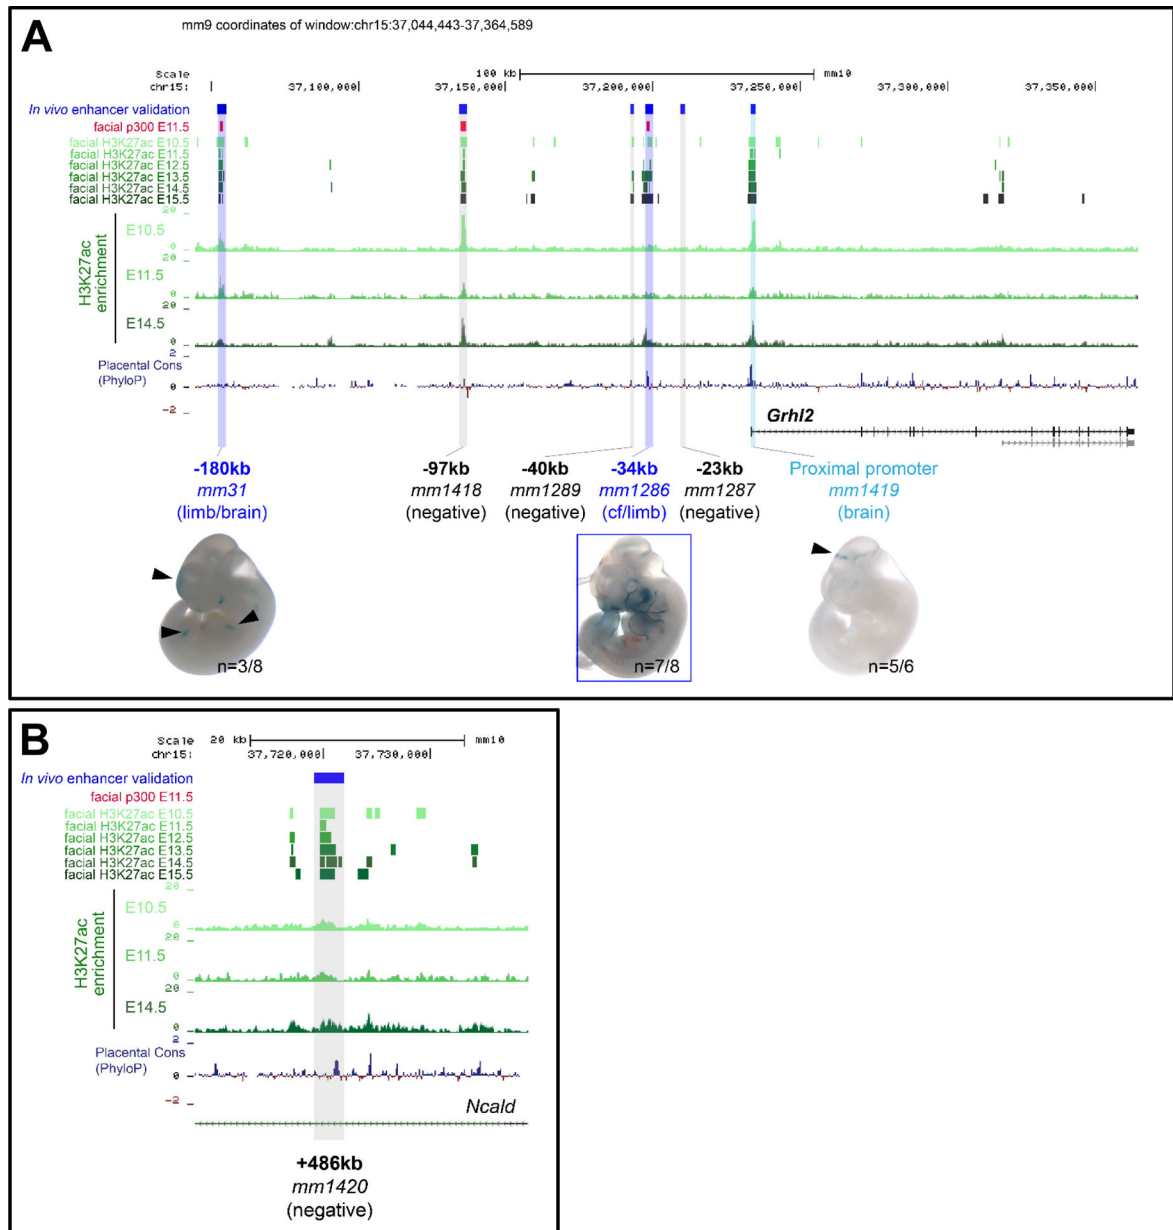 A
mm9 coordinates of window:chr15:37,044,443-37,364,589
Scale 100 kb mm10
chr15: 37,100,000 37,150,000 37,200,000 37,250,000 37,300,000 37,350,000
In vivo enhancer validation
facial p300 E11.5
facial H3K27ac E10.5
facial H3K27ac E11.5
facial H3K27ac E12.5
facial H3K27ac E13.5
facial H3K27ac E14.5
facial H3K27ac E15.5
20
E10.5
0
20
E11.5
0
20
E14.5
0
H3K27ac
enrichment
2
Placental Cons
(PhyloP)
0
-2
Grhl2
-180kb -97kb -40kb -34kb -23kb Proximal promoter
mm31 mm1418 mm1289 mm1286 mm1287 mm1419
(limb/brain) (negative) (negative) (cf/limb) (negative) (brain)
n=3/8 n=7/8 n=5/6
B
Scale 20 kb mm10
chr15: 37,720,000 37,730,000
In vivo enhancer validation
facial p300 E11.5
facial H3K27ac E10.5
facial H3K27ac E11.5
facial H3K27ac E12.5
facial H3K27ac E13.5
facial H3K27ac E14.5
facial H3K27ac E15.5
20
E10.5
0
20
E11.5
0
20
E14.5
0
H3K27ac
enrichment
2
Placental Cons
(PhyloP)
0
-2
Ncald
+486kb
mm1420
(negative)